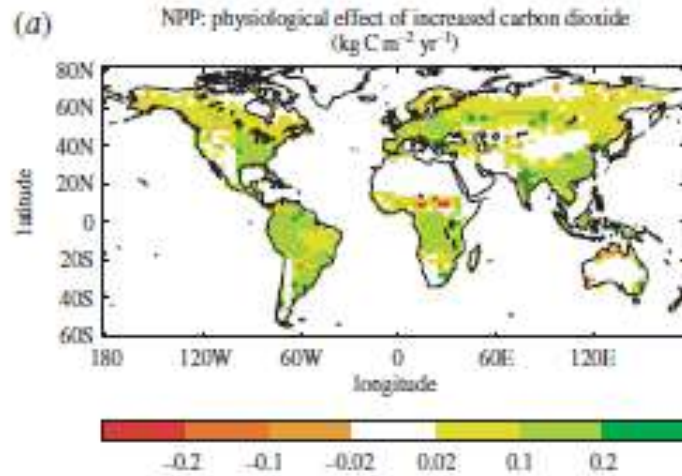 (a)
NPP: physiological effect of increased carbon dioxide
(kg C m⁻² yr⁻¹)
80N
60N
40N
20N
0
20S
40S
60S
latitude
180 120W 60W 0 60E 120E
longitude
−0.2 −0.1 −0.02 0.02 0.1 0.2